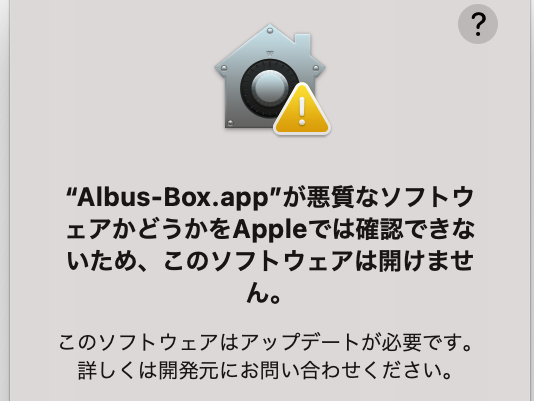 ?
“Albus-Box.app”が悪質なソフトウ
ェアかどうかをAppleでは確認できな
いため、このソフトウェアは開けませ
ん。
このソフトウェアはアップデートが必要です。
詳しくは開発元にお問い合わせください。